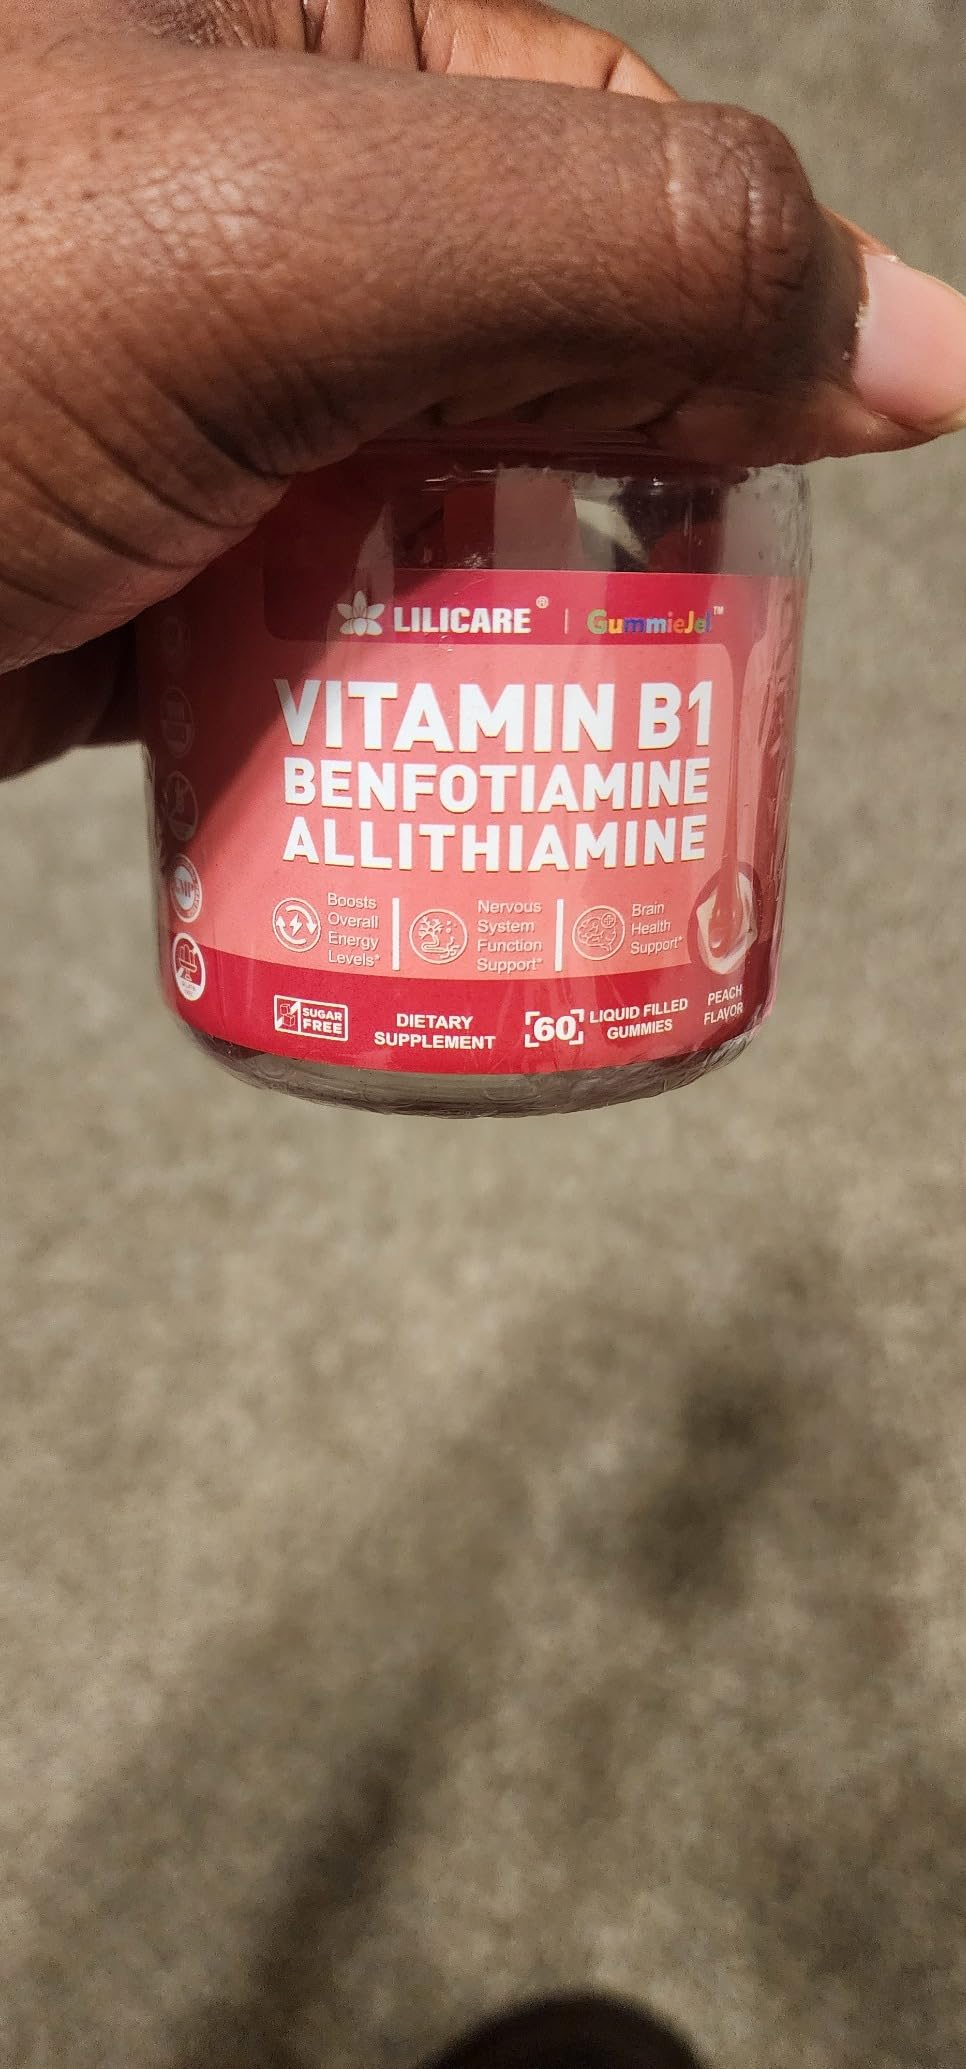 LILICARE® | GummieJel™
VITAMIN B1
BENFOTIAMINE
ALLITHIAMINE
Boosts
Overall
Energy
Levels*
Nervous
System
Function
Support*
Brain
Health
Support*
SUGAR
FREE
DIETARY
SUPPLEMENT
60
LIQUID FILLED
GUMMIES
PEACH
FLAVOR
GMP